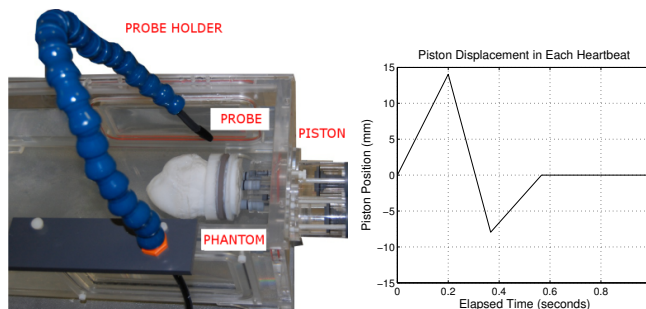 PROBE HOLDER
PROBE
PISTON
PHANTOM
Piston Displacement in Each Heartbeat
Piston Position (mm)
15
10
5
0
−5
−10
−15
0
0.2
0.4
0.6
0.8
Elapsed Time (seconds)